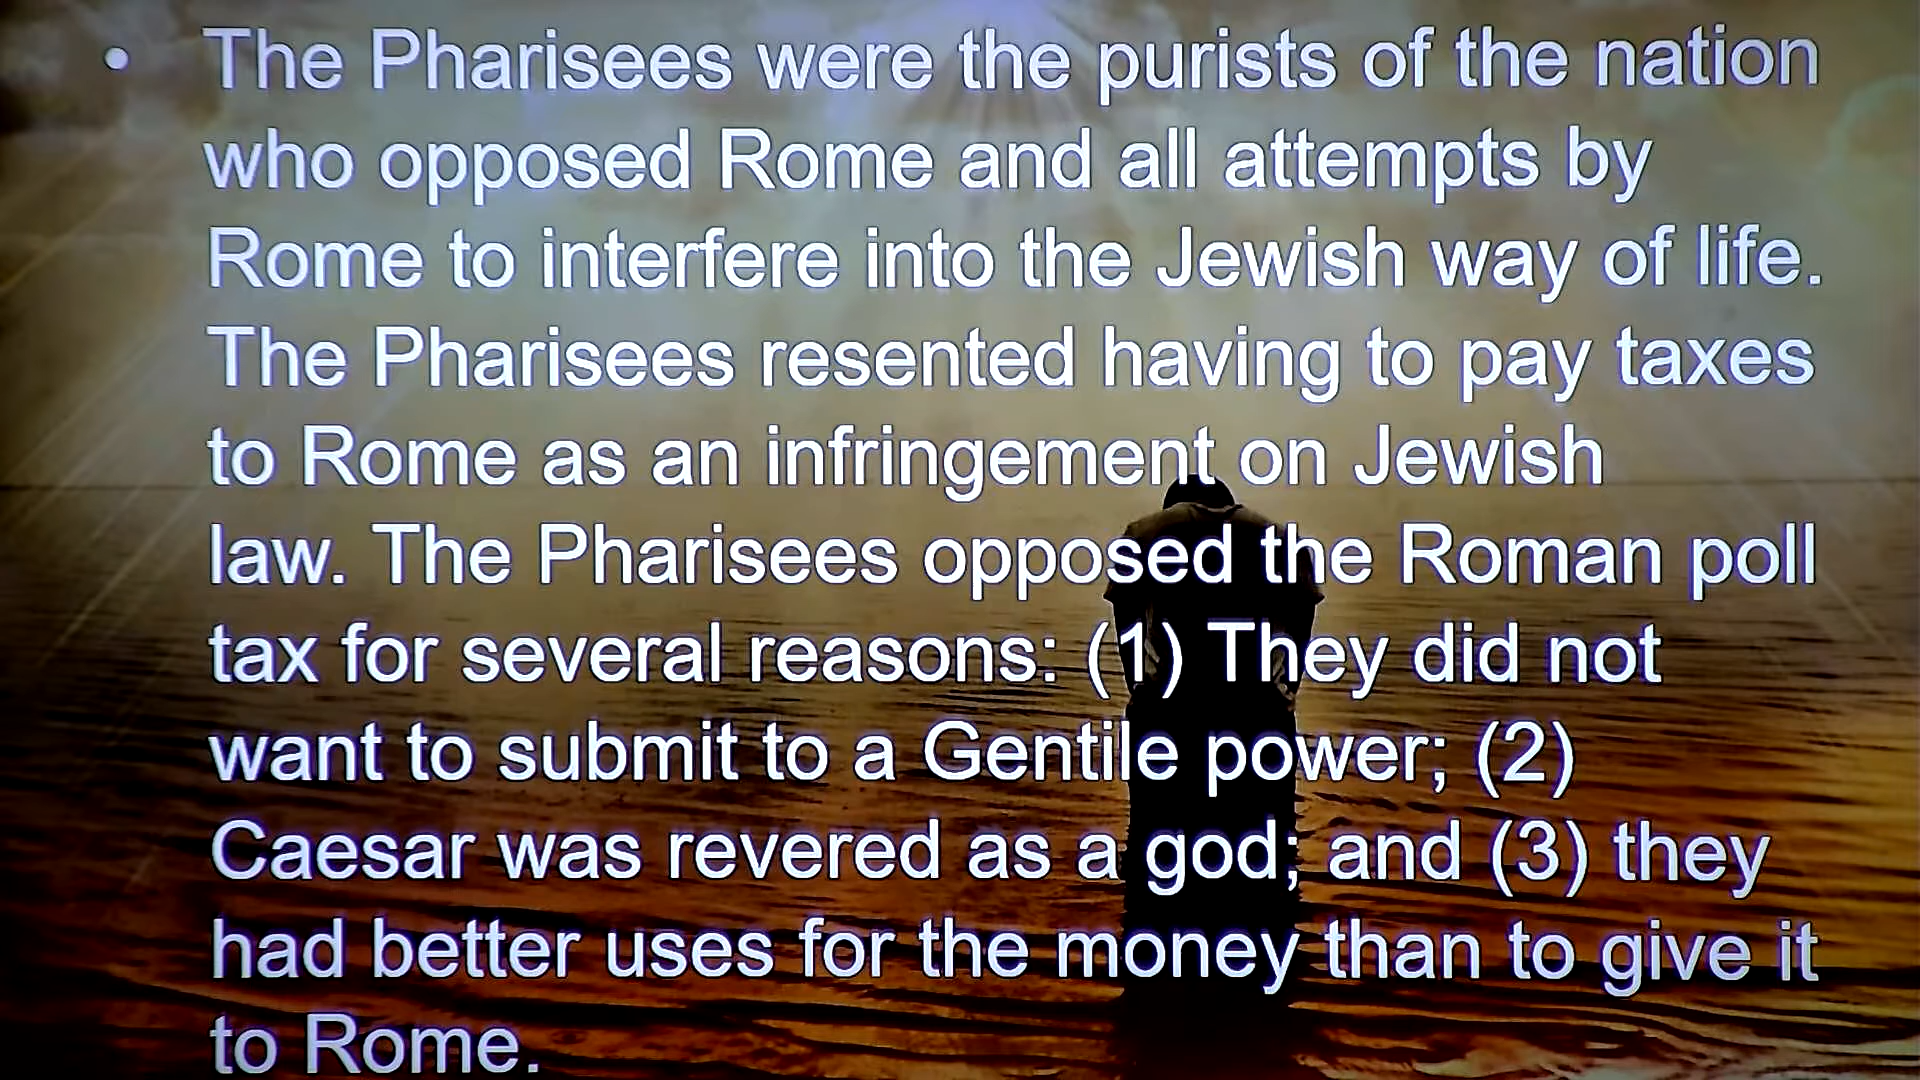 • The Pharisees were the purists of the nation
who opposed Rome and all attempts by
Rome to interfere into the Jewish way of life.
The Pharisees resented having to pay taxes
to Rome as an infringement on Jewish
law. The Pharisees opposed the Roman poll
tax for several reasons: (1) They did not
want to submit to a Gentile power; (2)
Caesar was revered as a god; and (3) they
had better uses for the money than to give it
to Rome.